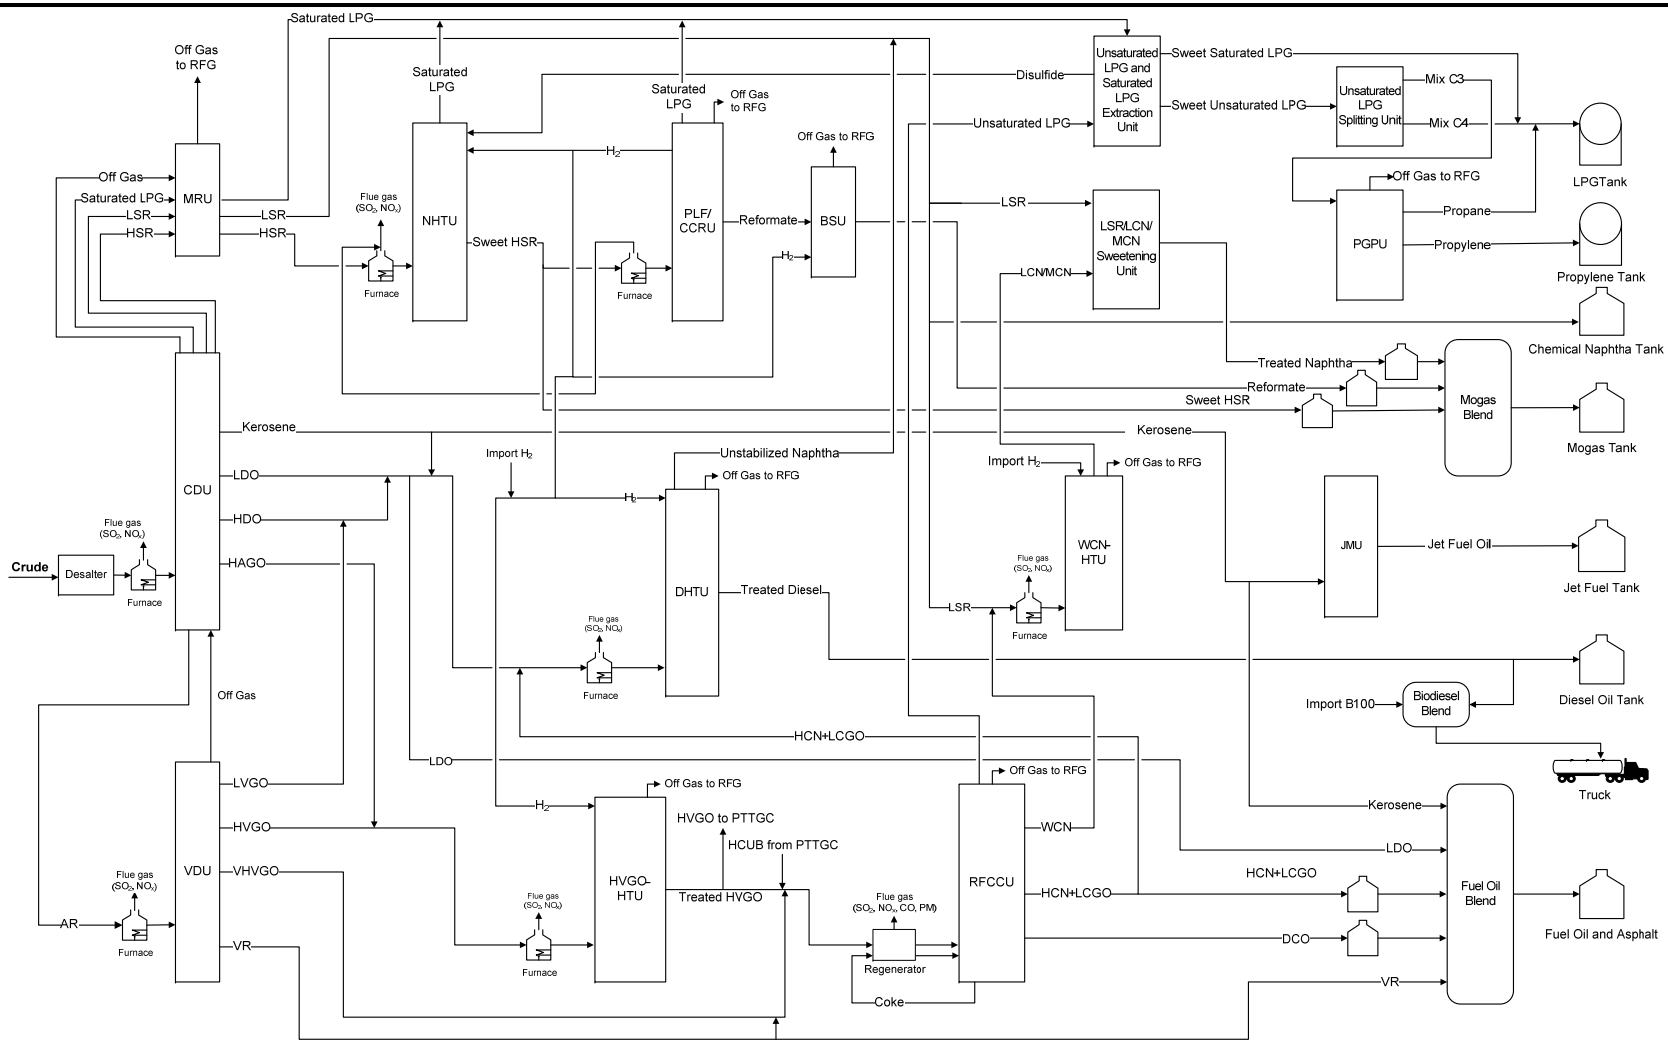 Saturated LPG
Off Gas
to RFG
Saturated
LPG
Saturated
LPG
Off Gas
to RFG
Disulfide
Unsaturated
LPG and
Saturated
LPG
Extraction
Unit
Sweet Saturated LPG
Sweet Unsaturated LPG
Unsaturated
LPG
Splitting Unit
Mix C3
Mix C4
LPGTank
Unsaturated LPG
Off Gas to RFG
H2
Off Gas
Saturated LPG
LSR
HSR
MRU
LSR
HSR
Flue gas
(SO2, NOx)
Furnace
NHTU
Sweet HSR
Furnace
PLF/
CCRU
Reformate
H2
BSU
LSR
LCN/MCN
LSR/LCN/
MCN
Sweetening
Unit
Off Gas to RFG
PGPU
Propane
Propylene
Propylene Tank
Chemical Naphtha Tank
Treated Naphtha
Reformate
Sweet HSR
Mogas
Blend
Mogas Tank
Kerosene
Kerosene
LDO
HDO
HAGO
CDU
Crude
Desalter
Flue gas
(SO2, NOx)
Furnace
Import H2
Unstabilized Naphtha
Off Gas to RFG
H2
DHTU
Treated Diesel
Flue gas
(SO2, NOx)
Furnace
Import H2
Off Gas to RFG
WCN-
HTU
Flue gas
(SO2, NOx)
LSR
Furnace
JMU
Jet Fuel Oil
Jet Fuel Tank
Off Gas
Import B100
Biodiesel
Blend
Diesel Oil Tank
Truck
HCN+LCGO
LDO
LVGO
HVGO
VHVGO
VR
VDU
AR
Flue gas
(SO2, NOx)
Furnace
H2
Off Gas to RFG
HVGO-
HTU
Flue gas
(SO2, NOx)
Furnace
HVGO to PTTGC
HCUB from PTTGC
Treated HVGO
Flue gas
(SO2, NOx, CO, PM)
Regenerator
Coke
Off Gas to RFG
RFCCU
WCN
HCN+LCGO
DCO
Kerosene
LDO
HCN+LCGO
VR
Fuel Oil
Blend
Fuel Oil and Asphalt